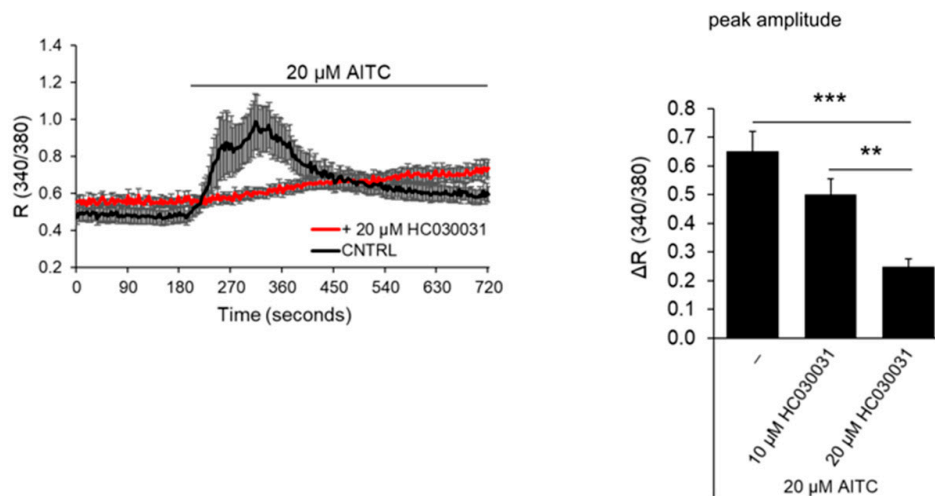 peak amplitude
1.4
1.2
1.0
0.8
0.6
0.4
0.2
R (340/380)
20 µM AITC
+ 20 µM HC030031
CNTRL
0 90 180 270 360 450 540 630 720
Time (seconds)
0.8
0.7
0.6
0.5
0.4
0.3
0.2
0.1
0.0
ΔR (340/380)
***
**
–
10 µM HC030031
20 µM HC030031
20 µM AITC